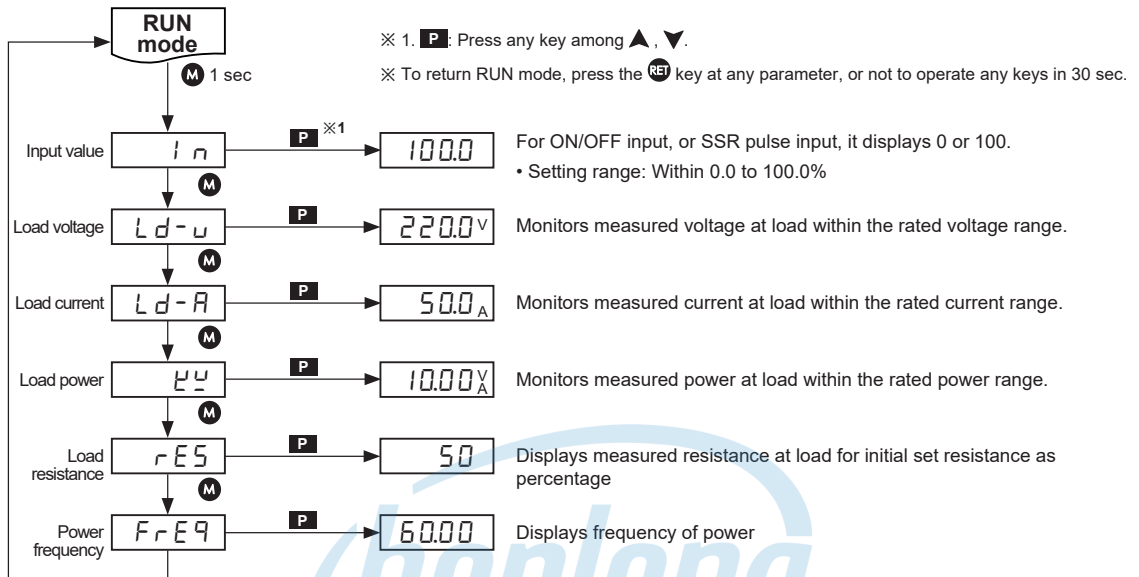 RUN
mode
※ 1. P : Press any key among ▲ , ▼.
M 1 sec
※ To return RUN mode, press the RET key at any parameter, or not to operate any keys in 30 sec.
Input value In P ※1 100.0 For ON/OFF input, or SSR pulse input, it displays 0 or 100.
• Setting range: Within 0.0 to 100.0%
M
Load voltage Ld-v P 220.0 V Monitors measured voltage at load within the rated voltage range.
M
Load current Ld-A P 50.0 A Monitors measured current at load within the rated current range.
M
Load power KW P 10.00 V A Monitors measured power at load within the rated power range.
M
Load
resistance rES P 50 Displays measured resistance at load for initial set resistance as
percentage
M
Power
frequency FrEq P 60.00 Displays frequency of power